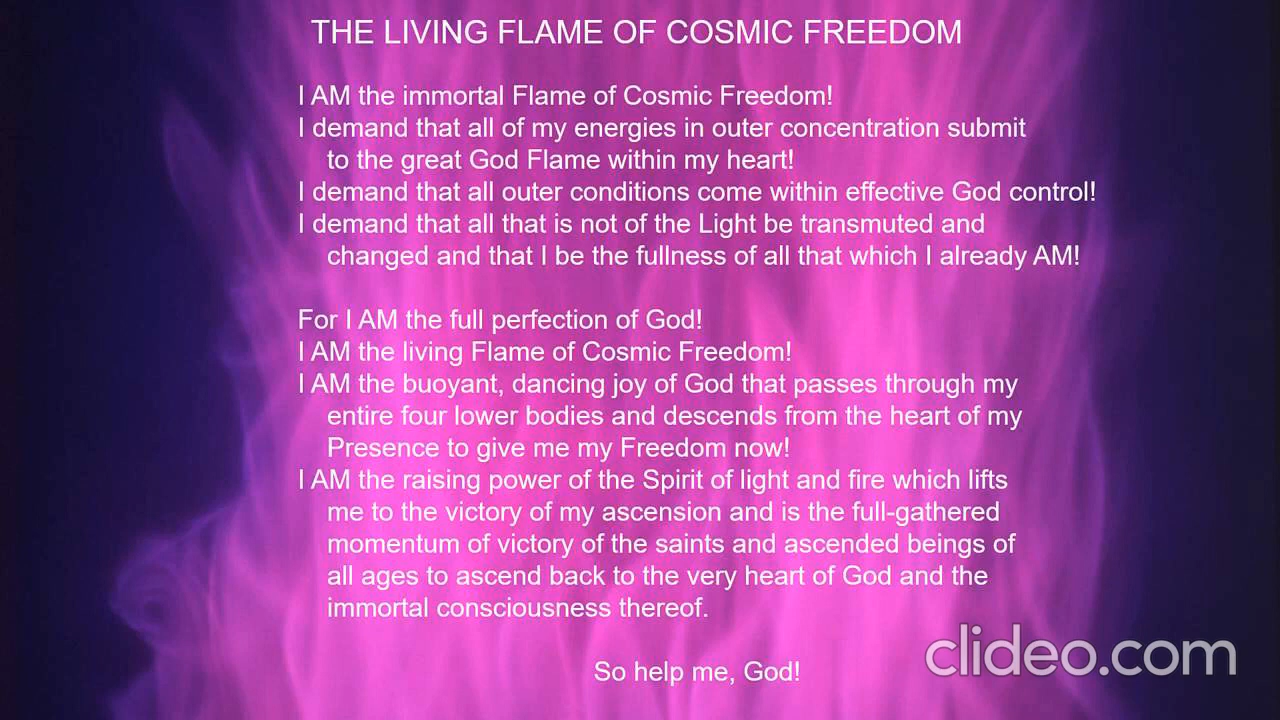 THE LIVING FLAME OF COSMIC FREEDOM
I AM the immortal Flame of Cosmic Freedom!
I demand that all of my energies in outer concentration submit
to the great God Flame within my heart!
I demand that all outer conditions come within effective God control!
I demand that all that is not of the Light be transmuted and
changed and that I be the fullness of all that which I already AM!
For I AM the full perfection of God!
I AM the living Flame of Cosmic Freedom!
I AM the buoyant, dancing joy of God that passes through my
entire four lower bodies and descends from the heart of my
Presence to give me my Freedom now!
I AM the raising power of the Spirit of light and fire which lifts
me to the victory of my ascension and is the full-gathered
momentum of victory of the saints and ascended beings of
all ages to ascend back to the very heart of God and the
immortal consciousness thereof.
So help me, God!
clideo.com